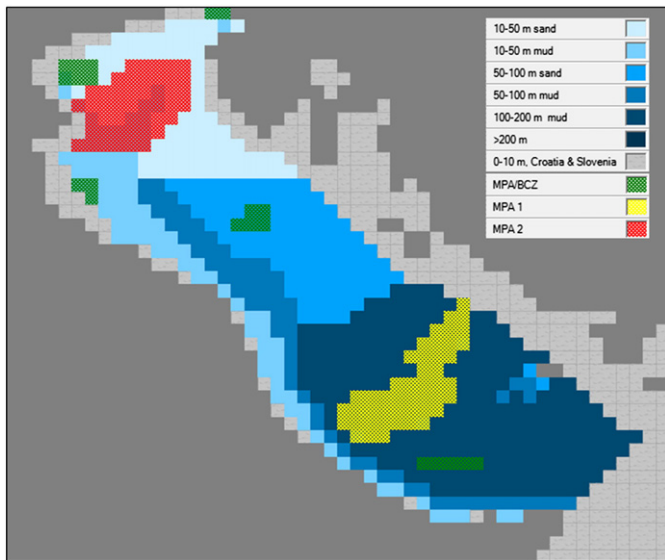 10-50 m sand
10-50 m mud
50-100 m sand
50-100 m mud
100-200 m mud
>200 m
0-10 m, Croatia & Slovenia
MPA/BCZ
MPA 1
MPA 2